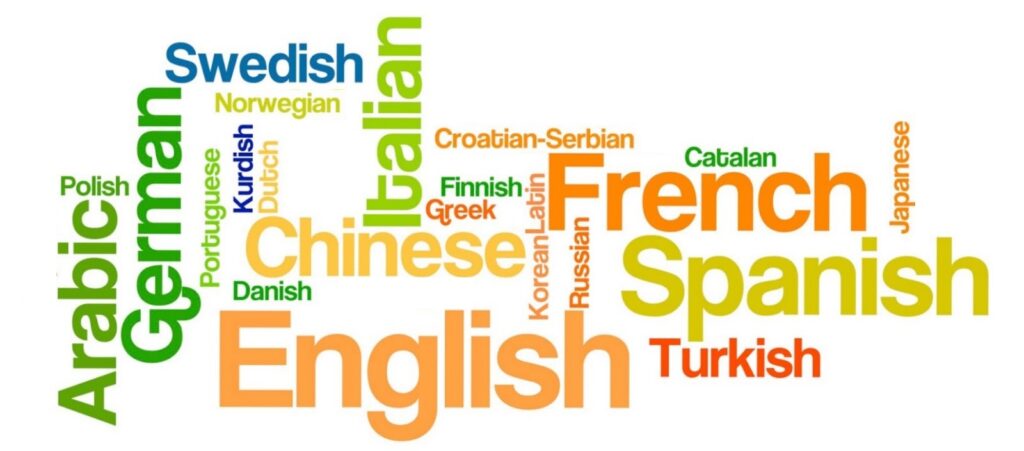 Swedish
Norwegian
Italian
German
Kurdish
Dutch
Portuguese
Polish
Arabic
Croatian-Serbian
Catalan
Japanese
Finnish
Greek
Latin
French
Chinese
Korean
Russian
Spanish
Danish
English
Turkish